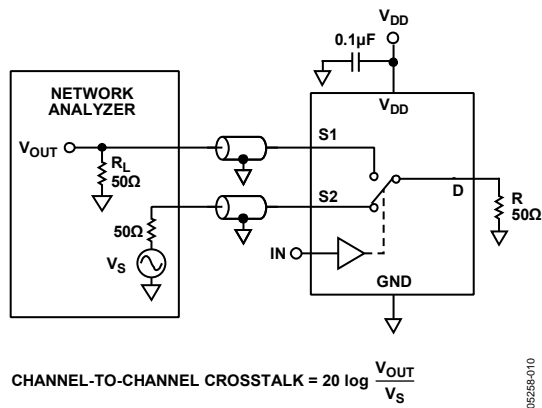 V_DD
0.1µF
NETWORK
ANALYZER
V_DD
V_OUT
S1
R_L
50Ω
S2
D
R
50Ω
50Ω
V_S
IN
GND
CHANNEL-TO-CHANNEL CROSSTALK = 20 log V_OUT / V_S
05258-010